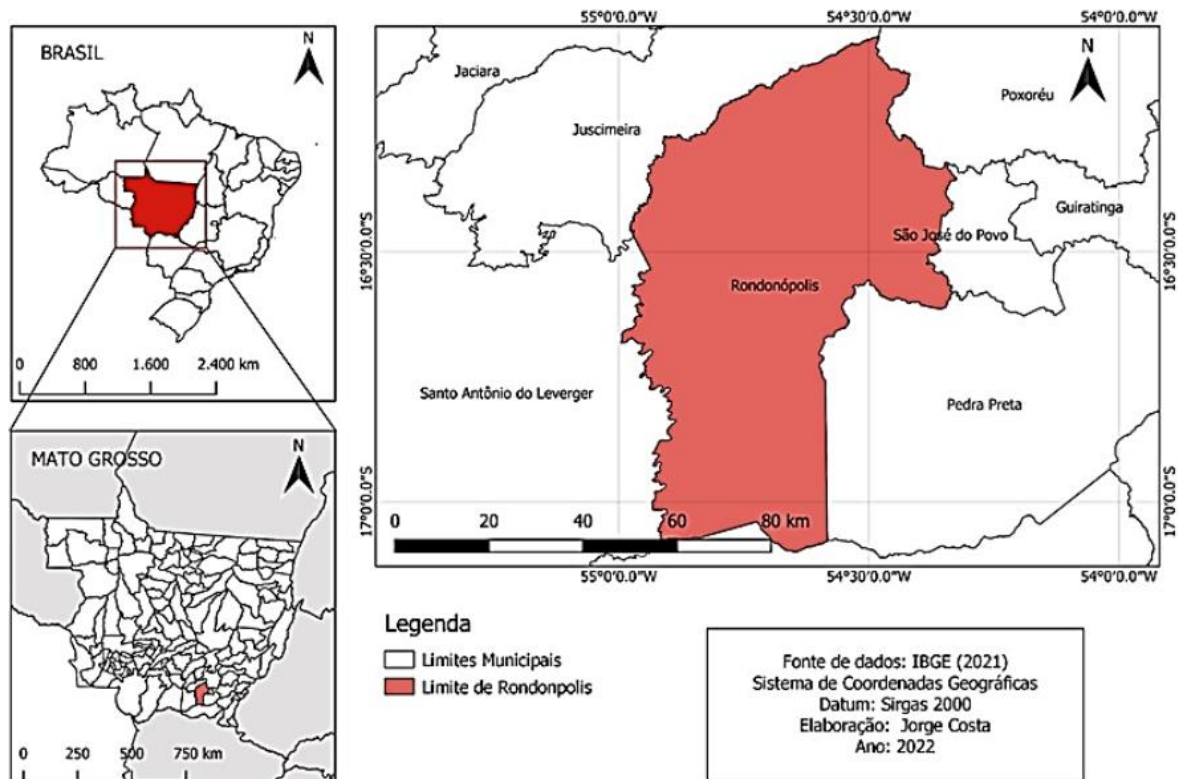 BRASIL
N
0 800 1.600 2.400 km
MATO GROSSO
N
0 250 500 750 km
55°0'0.0"W 54°30'0.0"W 54°0'0.0"W
N
Jaciara
Poxoréu
Juscimeira
Guiratinga
São José do Povo
16°30'0.0"S
16°30'0.0"S
Rondonópolis
Santo Antônio do Leverger
Pedra Preta
17°0'0.0"S
17°0'0.0"S
0 20 40 60 80 km
55°0'0.0"W 54°30'0.0"W 54°0'0.0"W
Legenda
Limites Municipais
Limite de Rondonpolis
Fonte de dados: IBGE (2021)
Sistema de Coordenadas Geográficas
Datum: Sirgas 2000
Elaboração: Jorge Costa
Ano: 2022